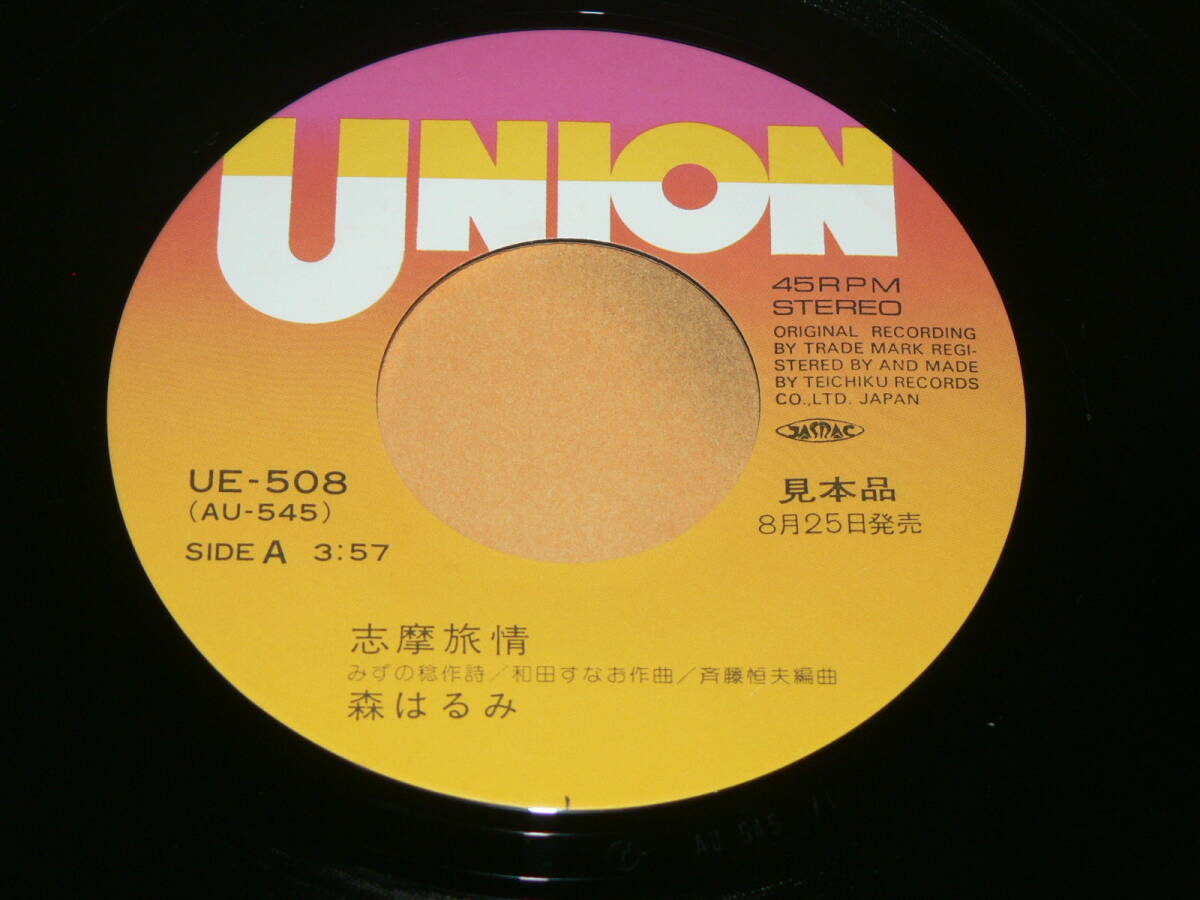 UNION
45RPM
STEREO
ORIGINAL RECORDING
BY TRADE MARK REGI-
STERED BY AND MADE
BY TEICHIKU RECORDS
CO.,LTD. JAPAN
JASRAC
UE-508
(AU-545)
SIDE A 3:57
見本品
8月25日発売
志摩旅情
みずの稔作詩/和田すなお作曲/斉藤恒夫編曲
森はるみ
AU 545